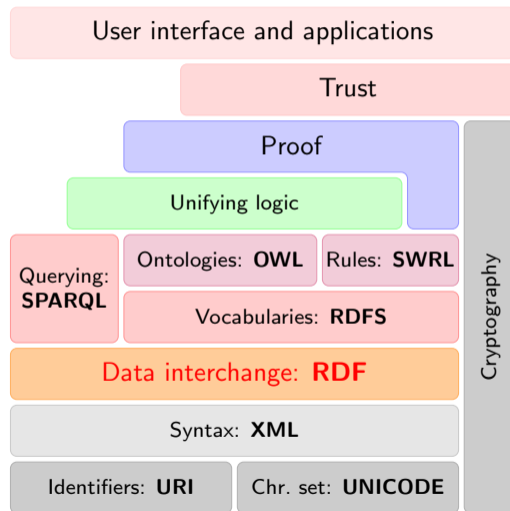 User interface and applications
Trust
Proof
Unifying logic
Querying:
SPARQL
Ontologies: OWL
Rules: SWRL
Vocabularies: RDFS
Cryptography
Data interchange: RDF
Syntax: XML
Identifiers: URI
Chr. set: UNICODE